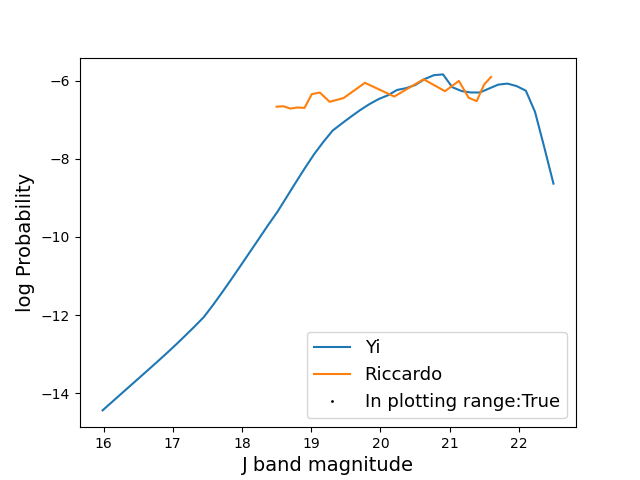 −6
−8
−10
−12
−14
log Probability
Yi
Riccardo
In plotting range:True
16 17 18 19 20 21 22
J band magnitude